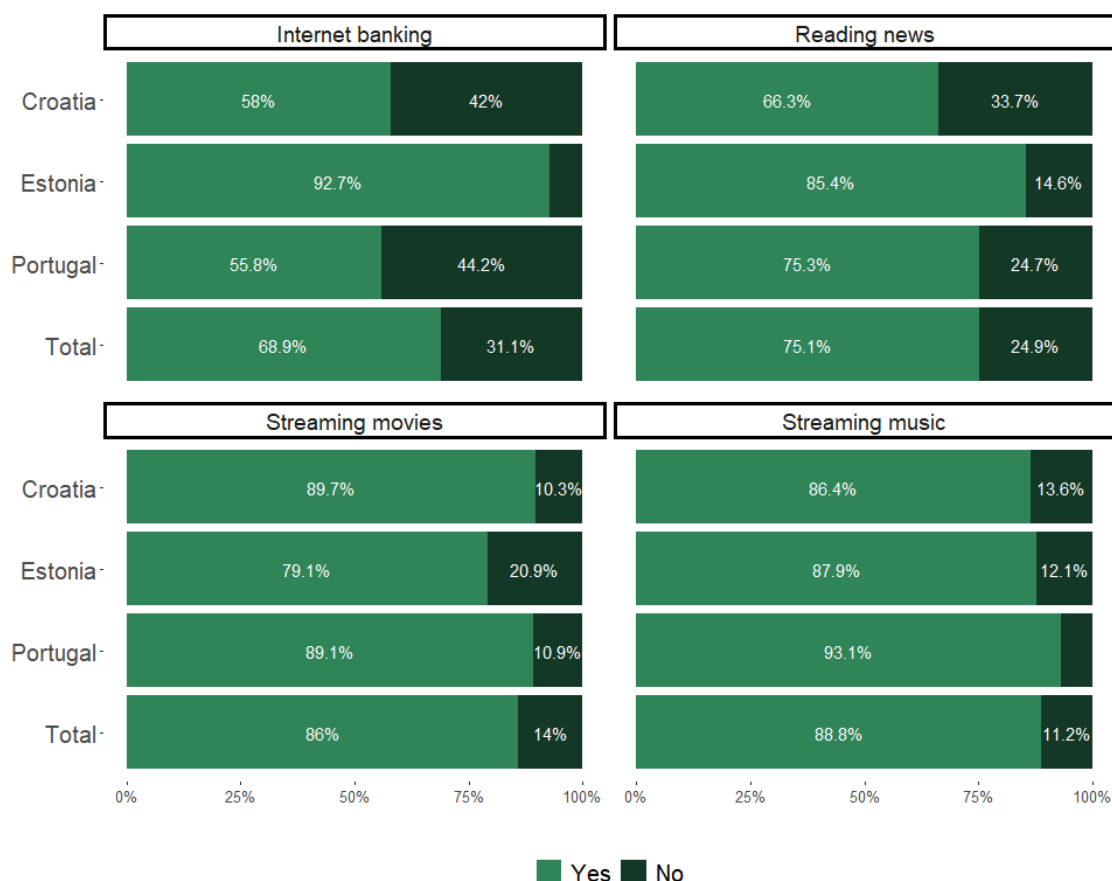 Internet banking
Reading news
Croatia
58%
42%
66.3%
33.7%
Estonia
92.7%
85.4%
14.6%
Portugal
55.8%
44.2%
75.3%
24.7%
Total
68.9%
31.1%
75.1%
24.9%
Streaming movies
Streaming music
Croatia
89.7%
10.3%
86.4%
13.6%
Estonia
79.1%
20.9%
87.9%
12.1%
Portugal
89.1%
10.9%
93.1%
Total
86%
14%
88.8%
11.2%
0%
25%
50%
75%
100%
0%
25%
50%
75%
100%
Yes
No